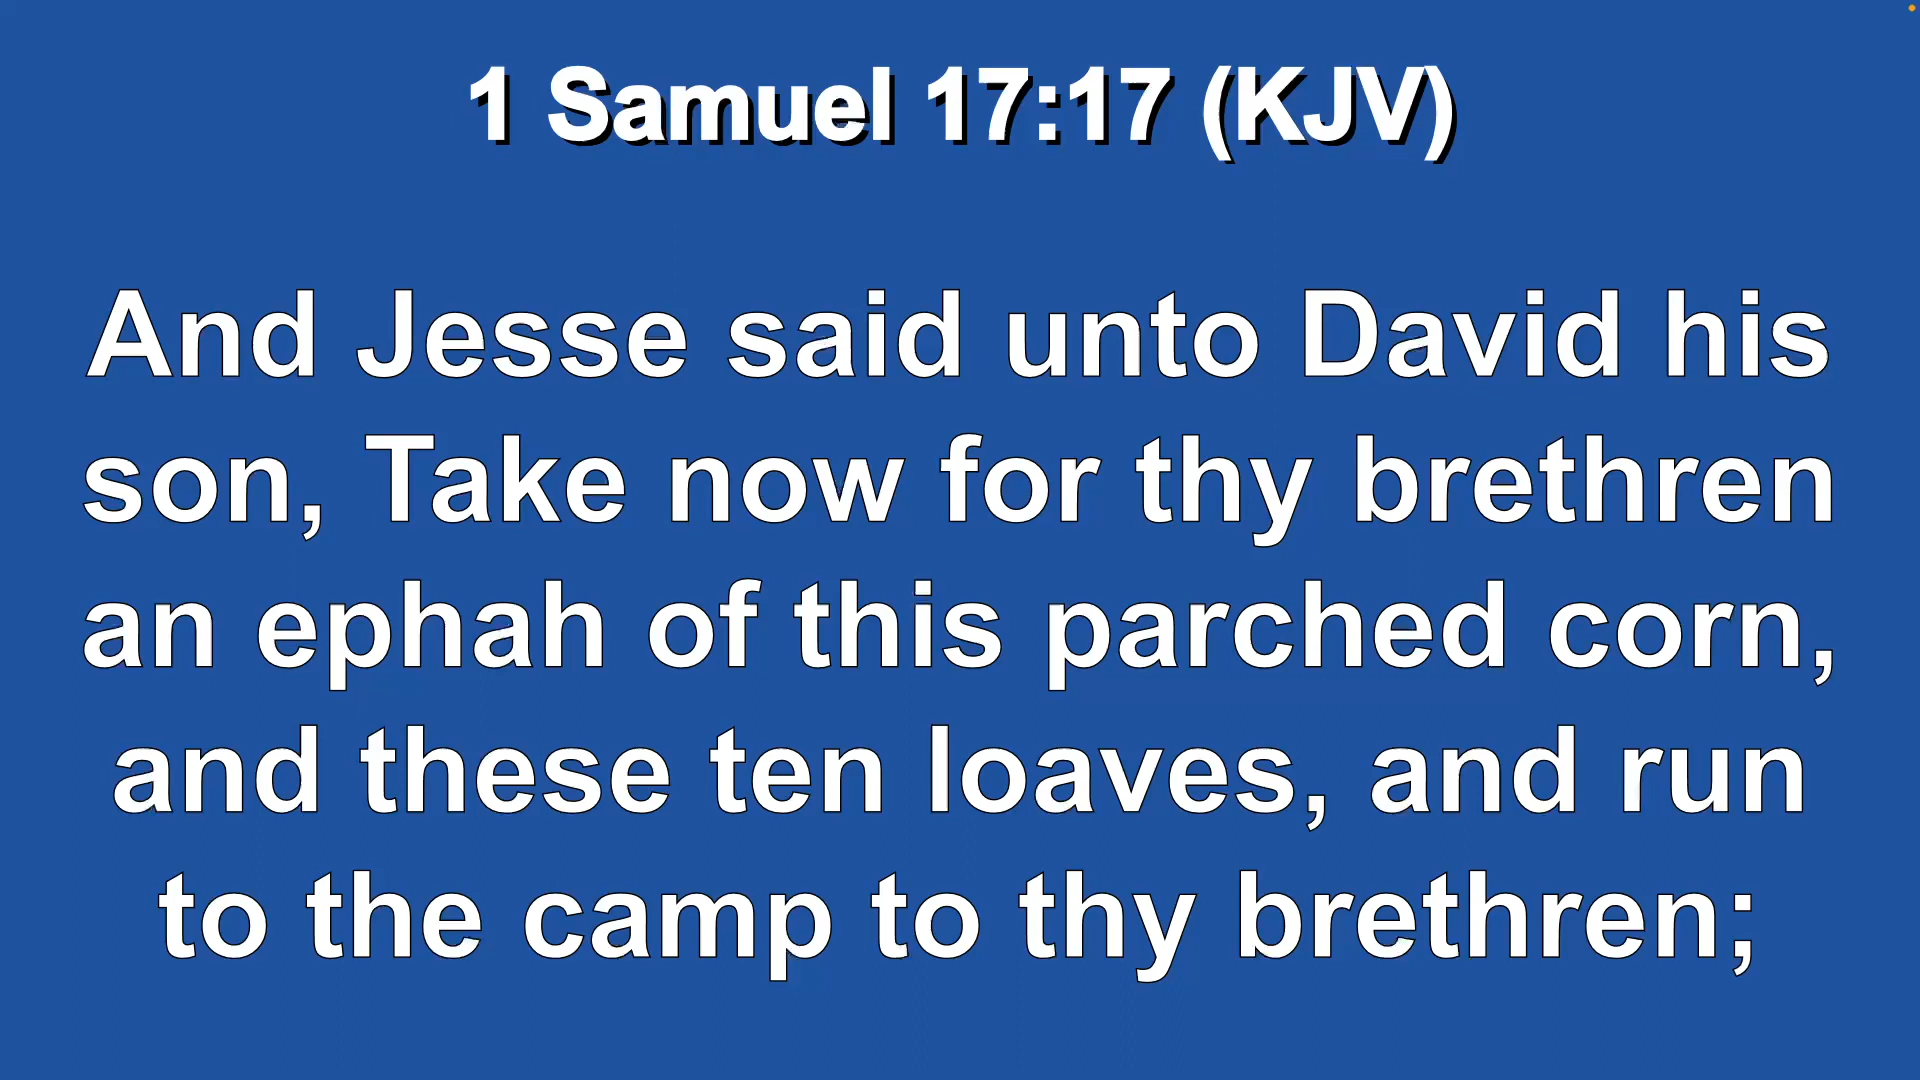 1 Samuel 17:17 (KJV)
And Jesse said unto David his
son, Take now for thy brethren
an ephah of this parched corn,
and these ten loaves, and run
to the camp to thy brethren;